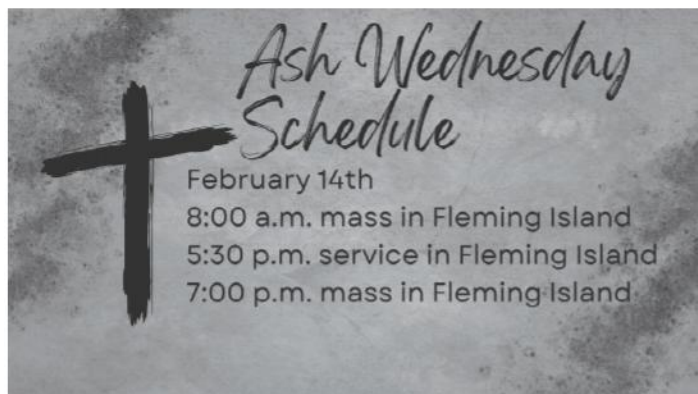 Ash Wednesday
Schedule
February 14th
8:00 a.m. mass in Fleming Island
5:30 p.m. service in Fleming Island
7:00 p.m. mass in Fleming Island